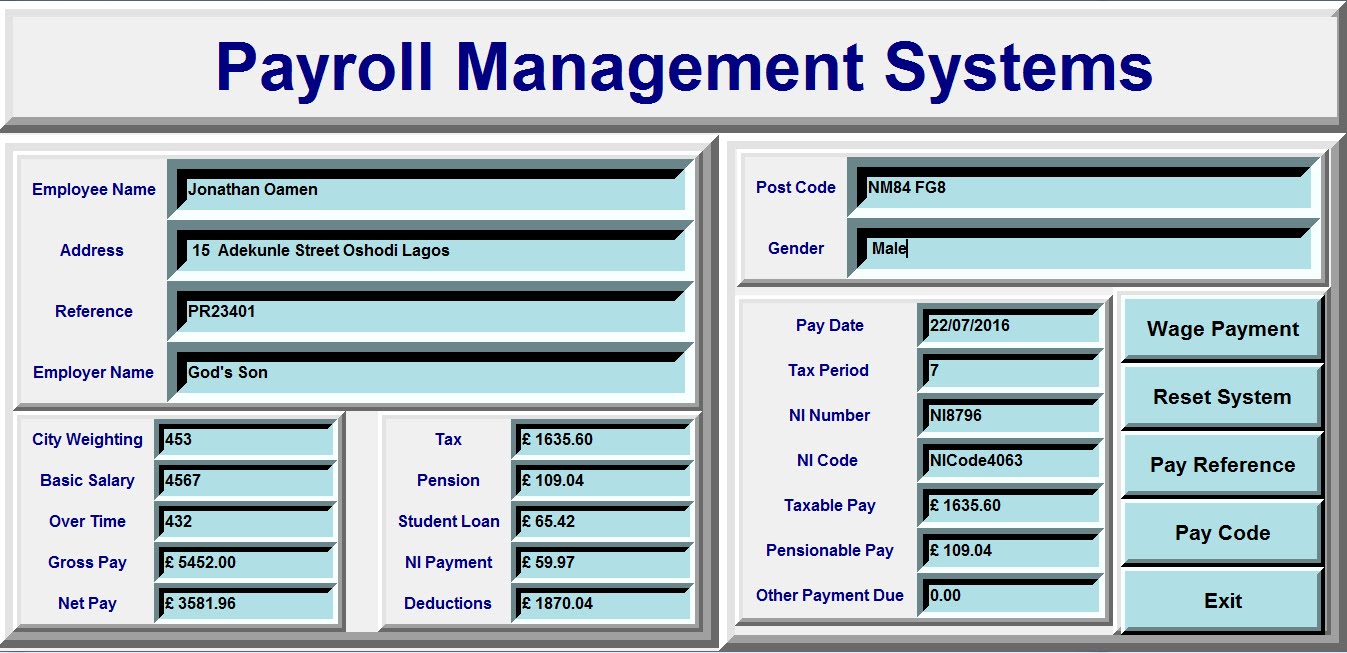 Payroll Management Systems
Employee Name Jonathan Oamen
Address 15 Adekunle Street Oshodi Lagos
Reference PR23401
Employer Name God's Son
City Weighting 453
Basic Salary 4567
Over Time 432
Gross Pay £ 5452.00
Net Pay £ 3581.96
Tax £ 1635.60
Pension £ 109.04
Student Loan £ 65.42
NI Payment £ 59.97
Deductions £ 1870.04
Post Code NM84 FG8
Gender Male
Pay Date 22/07/2016
Tax Period 7
NI Number NI8796
NI Code NICode4063
Taxable Pay £ 1635.60
Pensionable Pay £ 109.04
Other Payment Due 0.00
Wage Payment
Reset System
Pay Reference
Pay Code
Exit